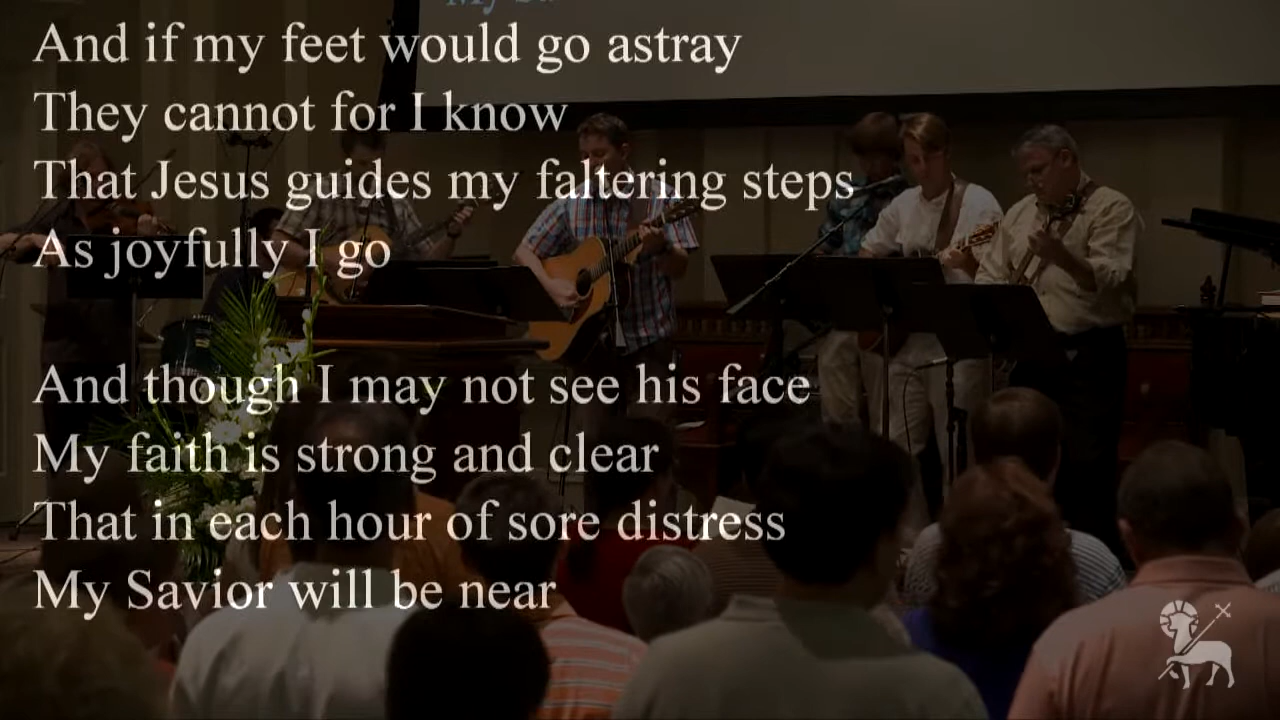 And if my feet would go astray
They cannot for I know
That Jesus guides my faltering steps
As joyfully I go
And though I may not see his face
My faith is strong and clear
That in each hour of sore distress
My Savior will be near